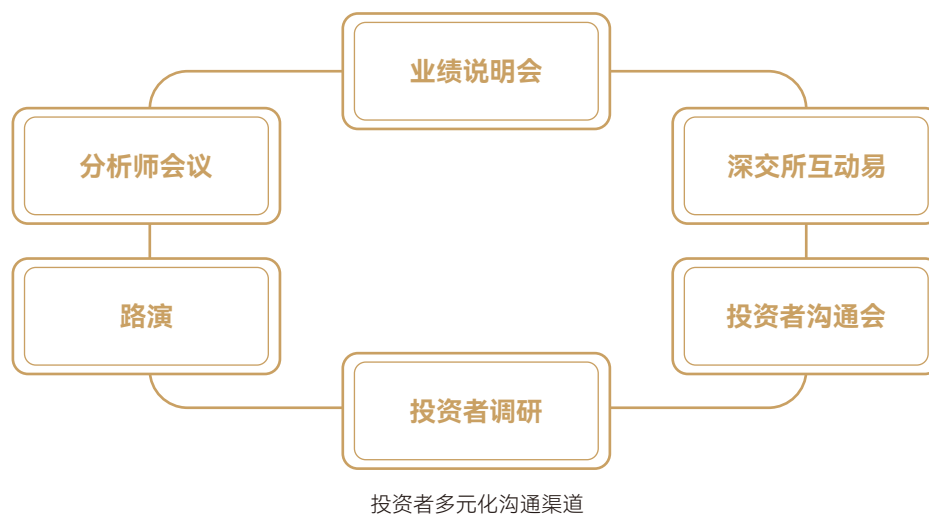 业绩说明会
分析师会议
深交所互动易
路演
投资者沟通会
投资者调研
投资者多元化沟通渠道